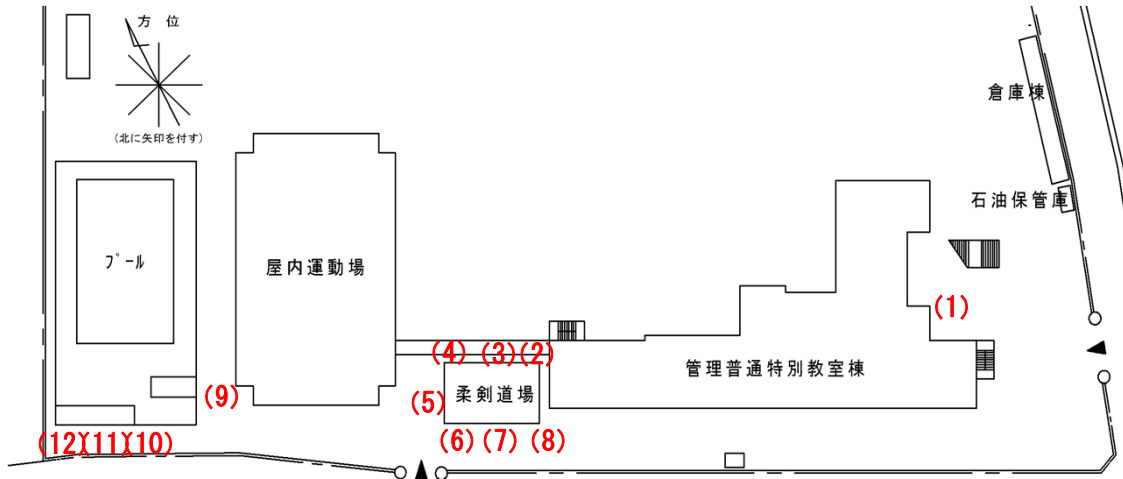 方位
(北に矢印を付す)
倉庫棟
石油保管庫
ﾌﾟｰﾙ
屋内運動場
(1)
(4)
(3)
(2)
管理普通特別教室棟
(5)
柔剣道場
(9)
(6)
(7)
(8)
(12)
(11)
(10)